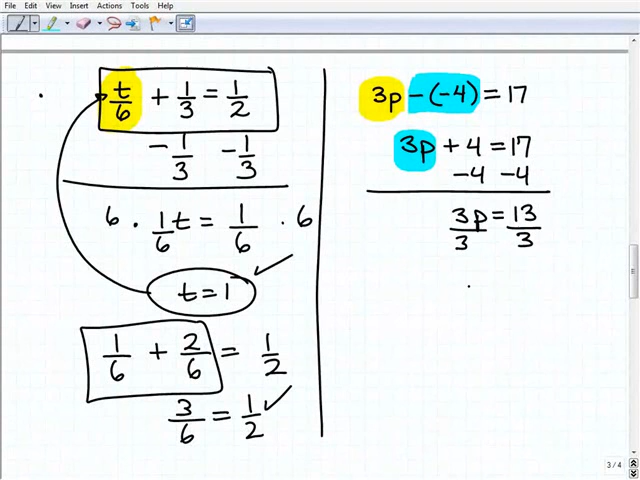 File Edit View Insert Actions Tools Help
t/6 + 1/3 = 1/2
- 1/3 - 1/3
6 · 1/6 t = 1/6 · 6
t = 1 ✓
1/6 + 2/6 = 1/2
3/6 = 1/2 ✓
3p - (-4) = 17
3p + 4 = 17
-4 -4
3p/3 = 13/3
3/4